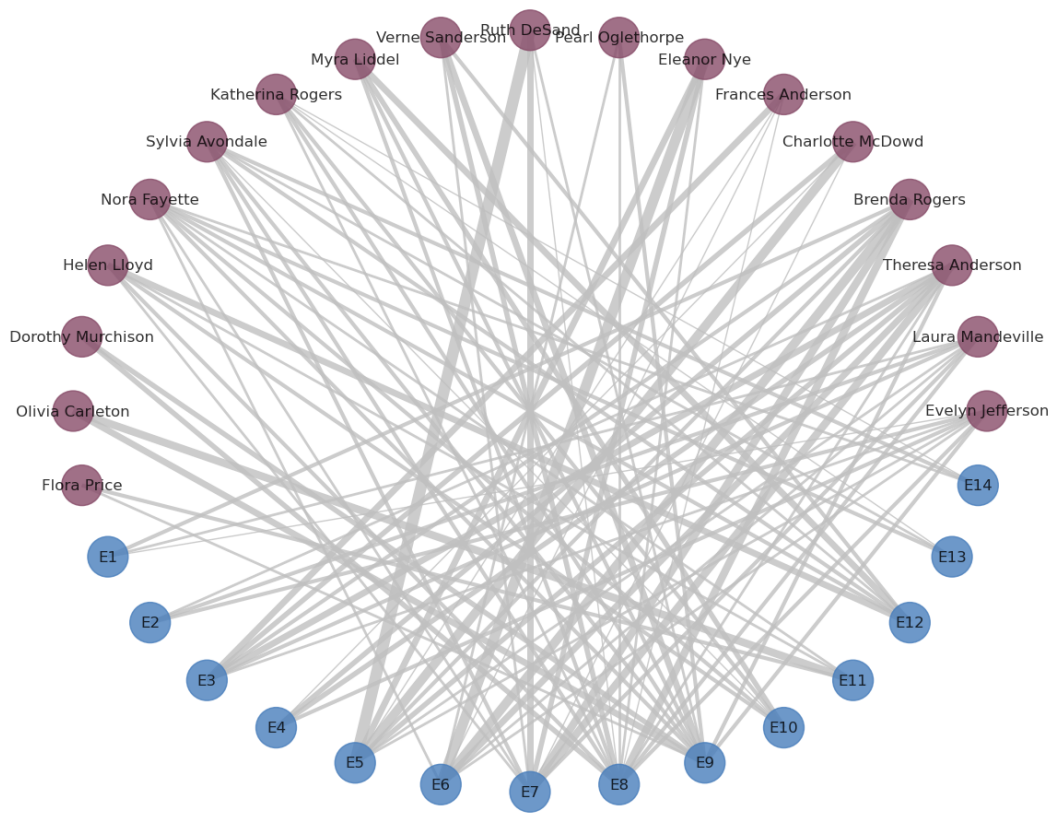 Ruth DeSand
Verne Sanderson
Pearl Oglethorpe
Myra Liddel
Eleanor Nye
Katherina Rogers
Frances Anderson
Sylvia Avondale
Charlotte McDowd
Nora Fayette
Brenda Rogers
Helen Lloyd
Theresa Anderson
Dorothy Murchison
Laura Mandeville
Olivia Carleton
Evelyn Jefferson
Flora Price
E14
E1
E13
E2
E12
E3
E11
E4
E10
E5
E9
E6
E8
E7